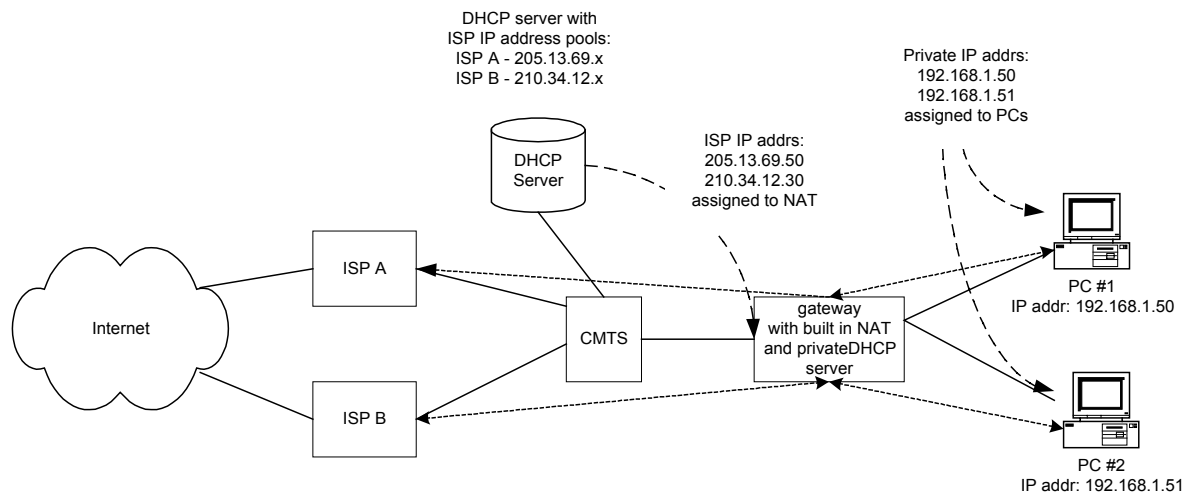 DHCP server with
ISP IP address pools:
ISP A - 205.13.69.x
ISP B - 210.34.12.x
Private IP addrs:
192.168.1.50
192.168.1.51
assigned to PCs
DHCP
Server
ISP IP addrs:
205.13.69.50
210.34.12.30
assigned to NAT
ISP A
Internet
CMTS
gateway
with built in NAT
and privateDHCP
server
PC #1
IP addr: 192.168.1.50
ISP B
PC #2
IP addr: 192.168.1.51